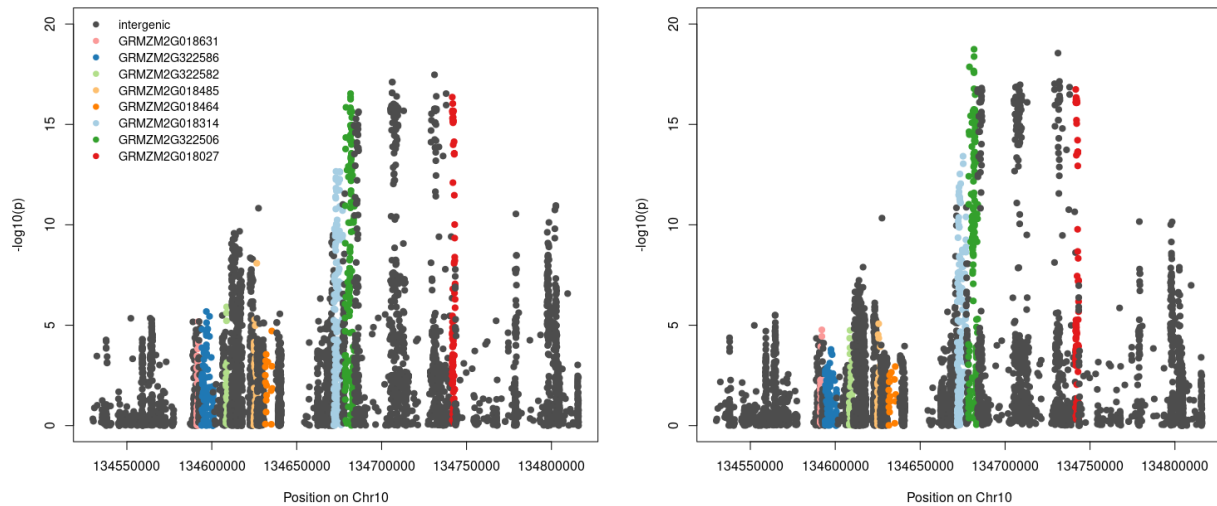 20
15
10
5
0
-log10(p)
intergenic
GRMZM2G018631
GRMZM2G322586
GRMZM2G322582
GRMZM2G018485
GRMZM2G018464
GRMZM2G018314
GRMZM2G322506
GRMZM2G018027
134550000 134600000 134650000 134700000 134750000 134800000
Position on Chr10
20
15
10
5
0
-log10(p)
134550000 134600000 134650000 134700000 134750000 134800000
Position on Chr10